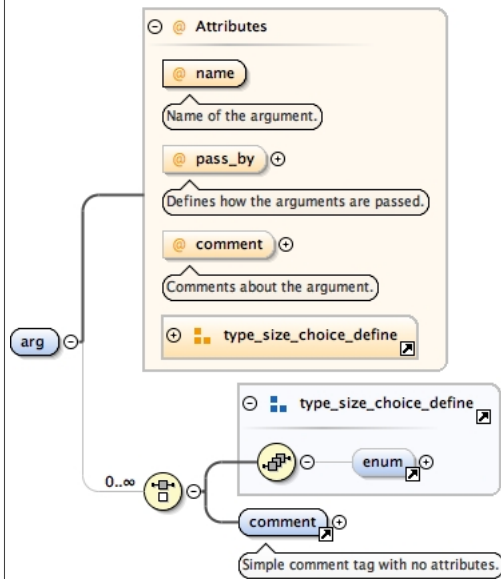 @ Attributes
@ name
Name of the argument.
@ pass_by
Defines how the arguments are passed.
@ comment
Comments about the argument.
type_size_choice_define
arg
type_size_choice_define
enum
0..∞
comment
Simple comment tag with no attributes.